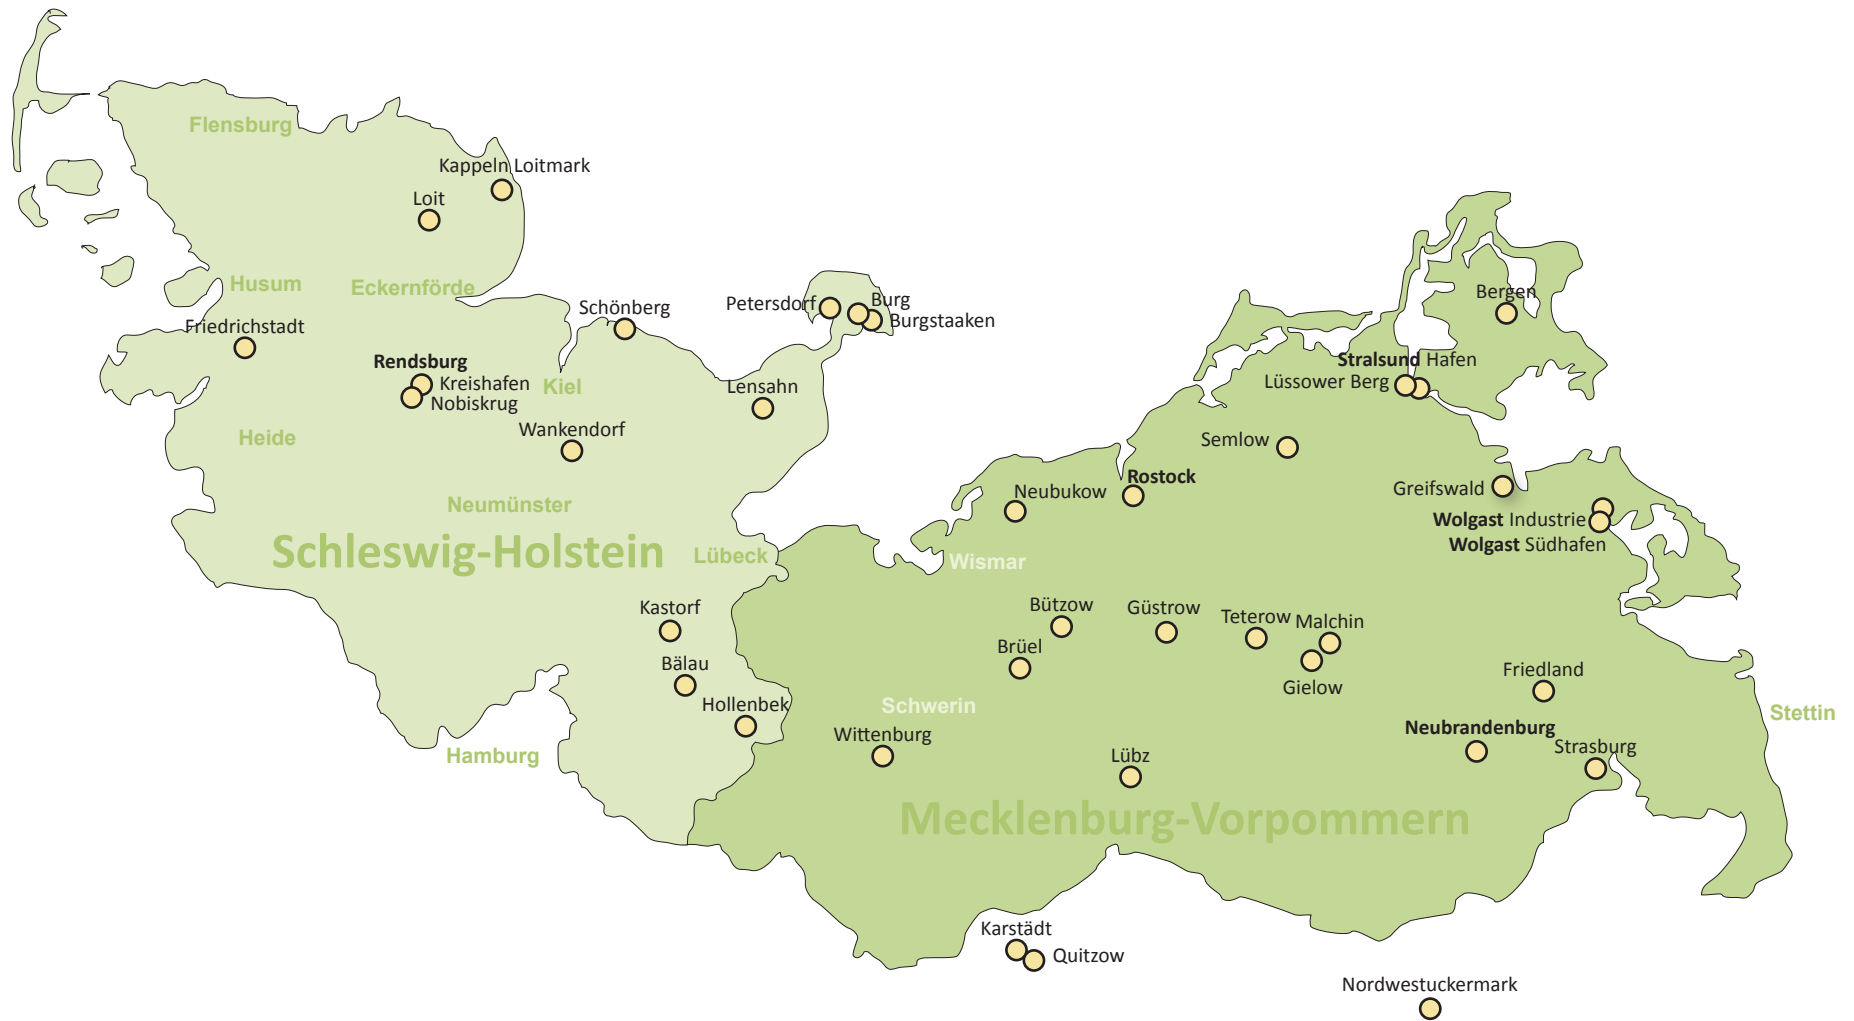 Flensburg
Kappeln Loitmark
Loit
Husum
Eckernförde
Bergen
Schönberg
Petersdorf
Burg
Burgstaaken
Friedrichstadt
Rendsburg
Kreishafen
Nobiskrug
Kiel
Lensahn
Stralsund Hafen
Lüssower Berg
Wankendorf
Heide
Semlow
Neumünster
Neubukow
Rostock
Greifswald
Wolgast Industrie
Wolgast Südhafen
Schleswig-Holstein
Lübeck
Wismar
Kastorf
Bützow
Güstrow
Teterow
Malchin
Brüel
Bälau
Gielow
Friedland
Hollenbek
Schwerin
Stettin
Wittenburg
Neubrandenburg
Strasburg
Hamburg
Lübz
Mecklenburg-Vorpommern
Karstädt
Quitzow
Nordwestuckermark